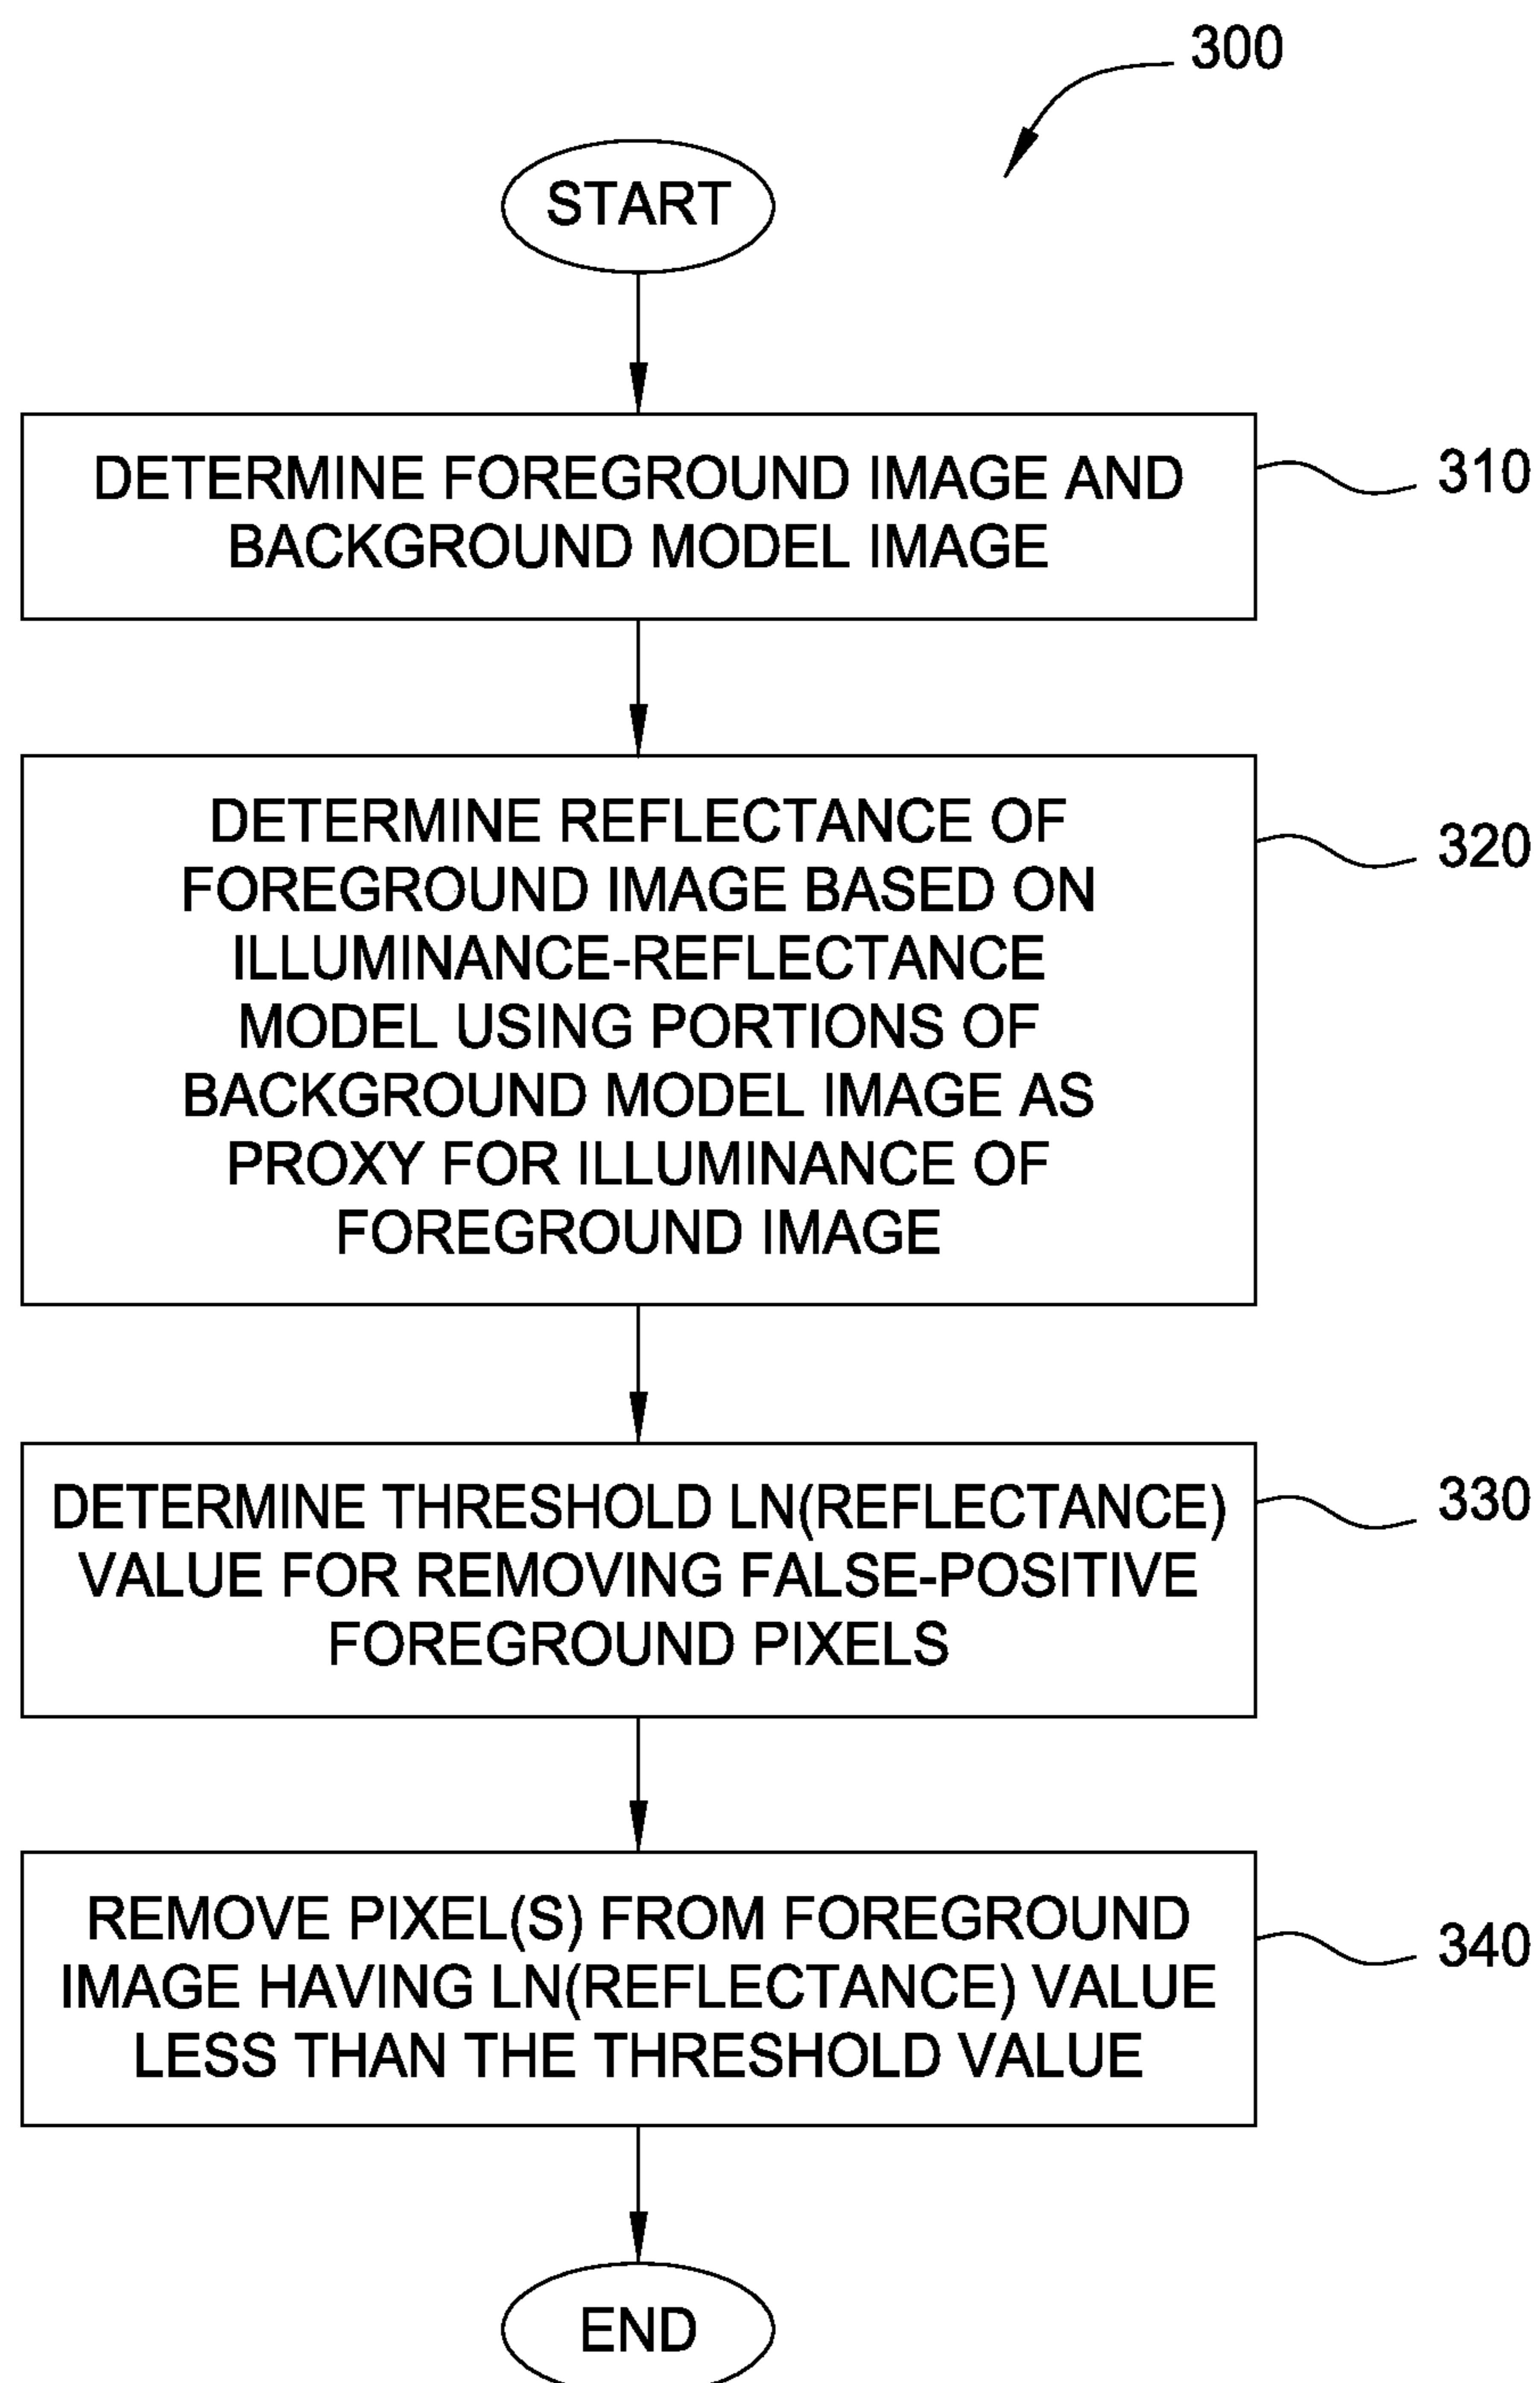 300
START
DETERMINE FOREGROUND IMAGE AND
BACKGROUND MODEL IMAGE
310
DETERMINE REFLECTANCE OF
FOREGROUND IMAGE BASED ON
ILLUMINANCE-REFLECTANCE
MODEL USING PORTIONS OF
BACKGROUND MODEL IMAGE AS
PROXY FOR ILLUMINANCE OF
FOREGROUND IMAGE
320
DETERMINE THRESHOLD LN(REFLECTANCE)
VALUE FOR REMOVING FALSE-POSITIVE
FOREGROUND PIXELS
330
REMOVE PIXEL(S) FROM FOREGROUND
IMAGE HAVING LN(REFLECTANCE) VALUE
LESS THAN THE THRESHOLD VALUE
340
END